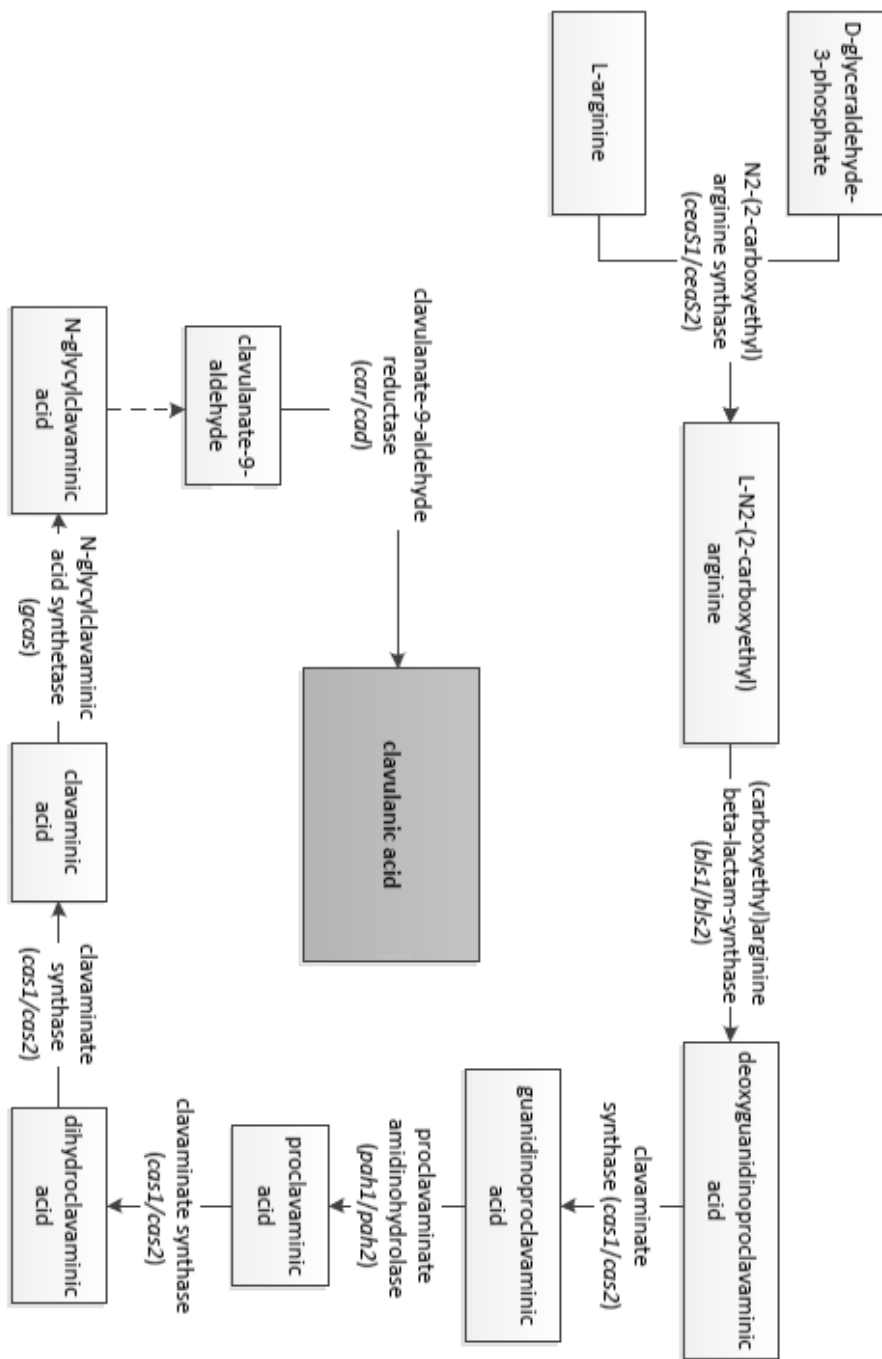 D-glyceraldehyde-
3-phosphate
L-arginine
N2-(2-carboxyethyl)
arginine synthase
(ceaS1/ceaS2)
L-N2-(2-carboxyethyl)
arginine
(carboxyethyl)arginine
beta-lactam-synthase
(bls1/bls2)
deoxyguanidinoproclavaminic
acid
clavaminate
synthase (cas1/cas2)
guanidinoproclavaminic
acid
proclavaminate
amidinohydrolase
(pah1/pah2)
proclavaminic
acid
clavaminate synthase
(cas1/cas2)
dihydroclavaminic
acid
clavaminate
synthase
(cas1/cas2)
clavaminic
acid
N-glycylclavaminic
acid synthetase
(gcas)
N-glycylclavaminic
acid
clavulanate-9-
aldehyde
clavulanate-9-aldehyde
reductase
(car/cad)
clavulanic acid